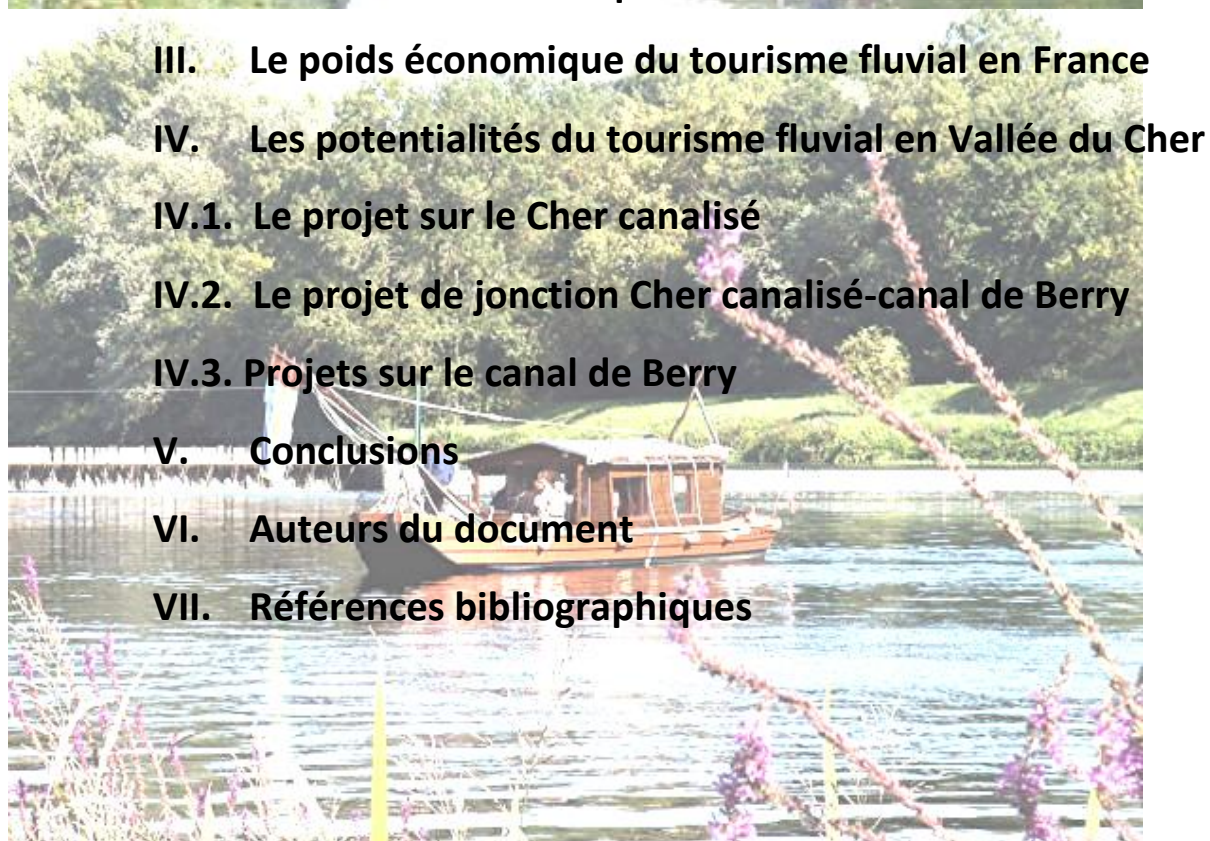 III. Le poids économique du tourisme fluvial en France
IV. Les potentialités du tourisme fluvial en Vallée du Cher
IV.1. Le projet sur le Cher canalisé
IV.2. Le projet de jonction Cher canalisé-canal de Berry
IV.3. Projets sur le canal de Berry
V. Conclusions
VI. Auteurs du document
VII. Références bibliographiques